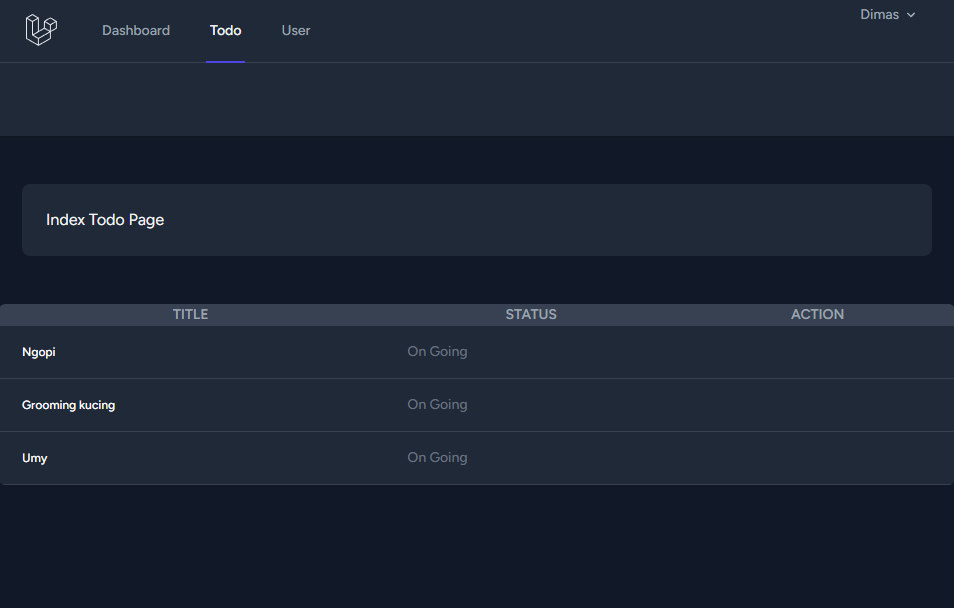 Dashboard Todo User Dimas
Index Todo Page
TITLE STATUS ACTION
Ngopi On Going
Grooming kucing On Going
Umy On Going